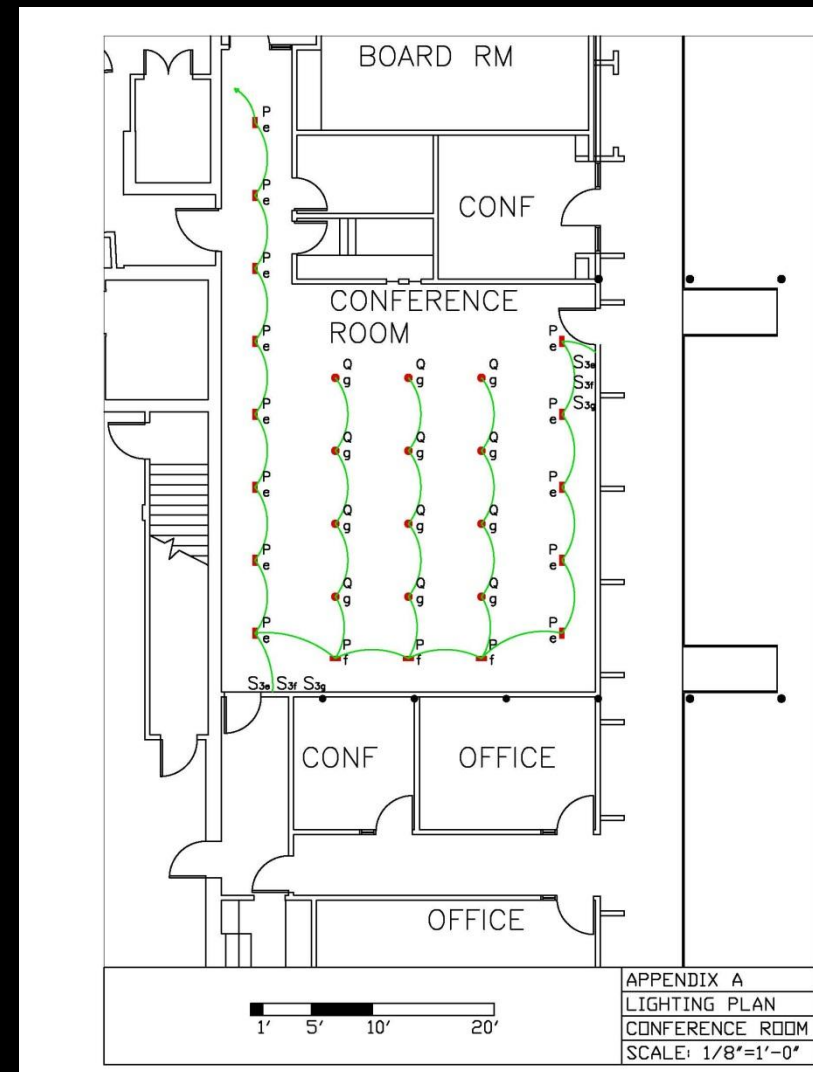 BOARD RM
P
e
P
e
CONF
P
e
CONFERENCE
ROOM
P
e
P
e
Q
g
Q
g
Q
g
S3e
S3f
S3g
P
e
P
e
Q
g
Q
g
Q
g
P
e
P
e
Q
g
Q
g
Q
g
P
e
P
e
Q
g
Q
g
Q
g
P
e
P
f
P
f
P
f
P
e
S3e S3f S3g
CONF
OFFICE
OFFICE
1' 5' 10' 20'
APPENDIX A
LIGHTING PLAN
CONFERENCE ROOM
SCALE: 1/8"=1'-0"